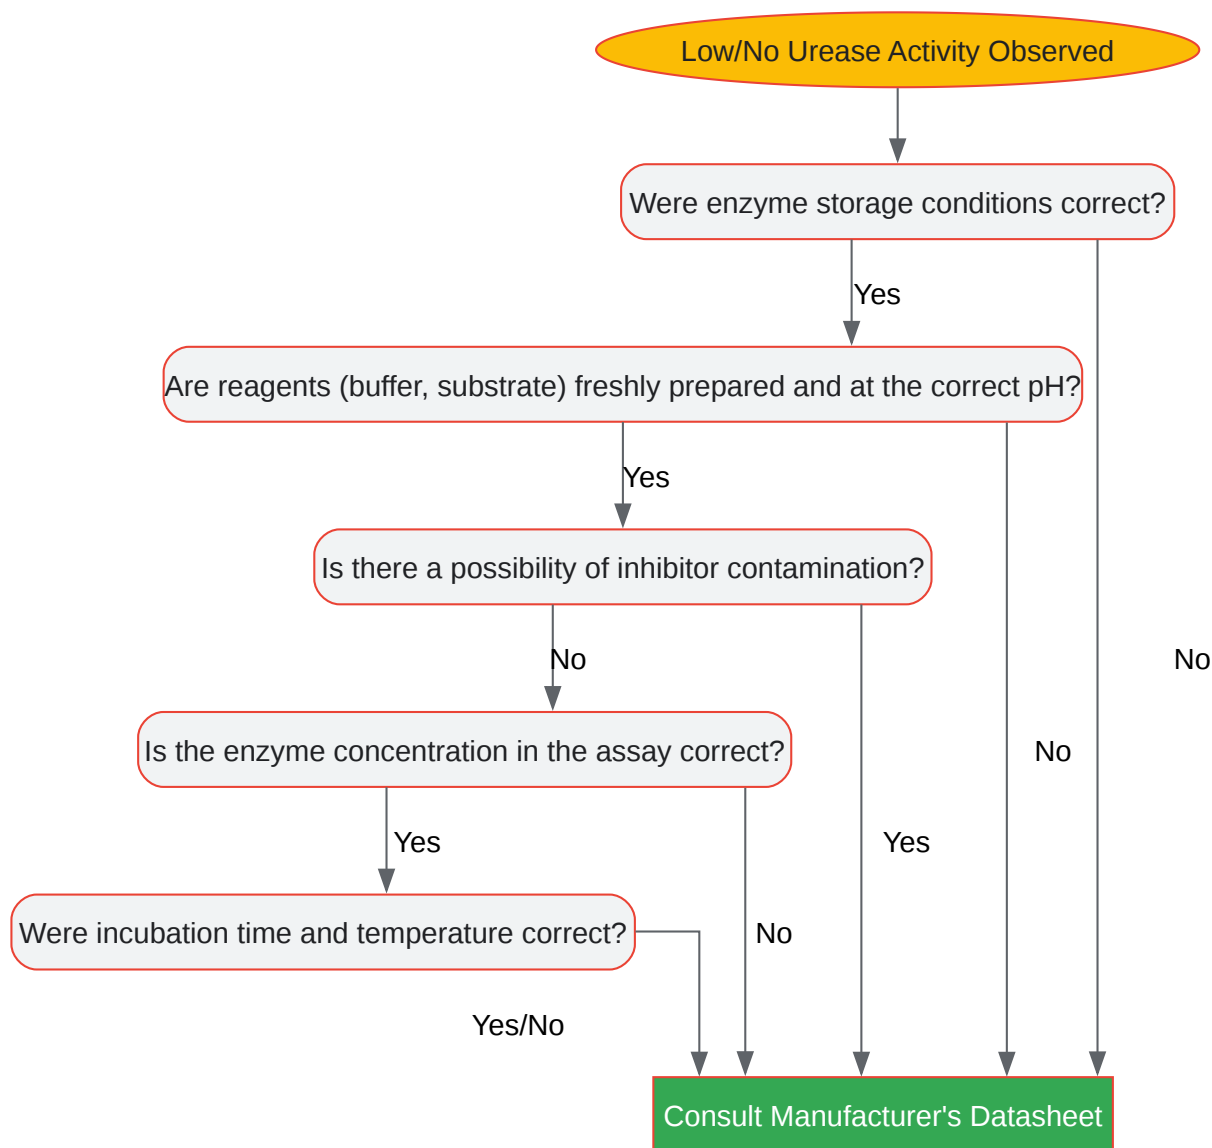 Low/No Urease Activity Observed
Were enzyme storage conditions correct?
Yes
Are reagents (buffer, substrate) freshly prepared and at the correct pH?
Yes
Is there a possibility of inhibitor contamination?
No
No
Is the enzyme concentration in the assay correct?
No
Yes
Yes
Were incubation time and temperature correct?
No
Yes/No
Consult Manufacturer's Datasheet